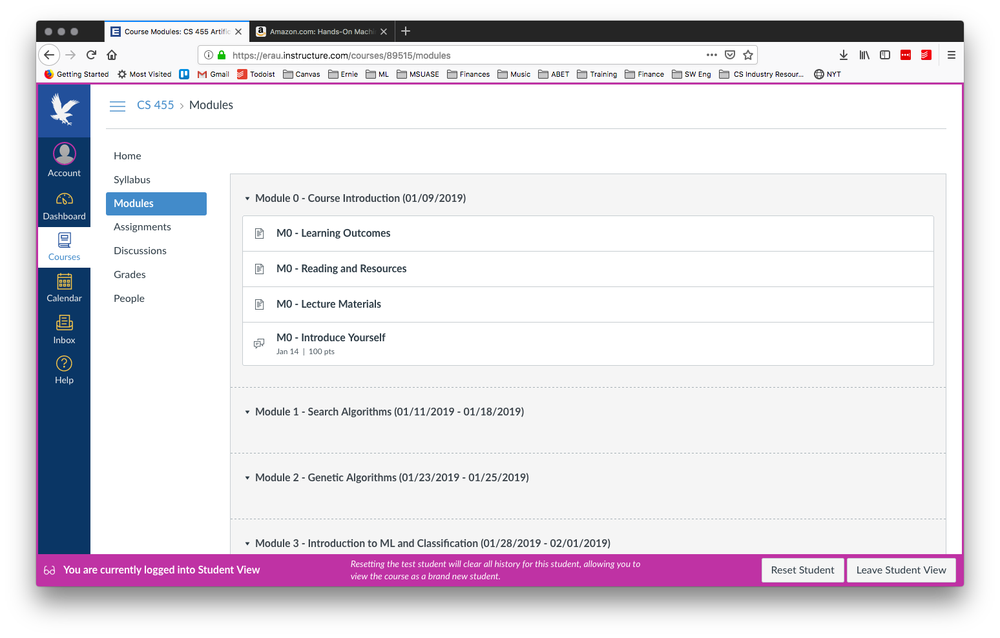 Course Modules: CS 455 Artific
Amazon.com: Hands-On Machi
https://erau.instructure.com/courses/89515/modules
Getting Started Most Visited Gmail Todoist Canvas Ernie ML MSUASE Finances Music ABET Training Finance SW Eng CS Industry Resour... NYT
CS 455 › Modules
Account
Dashboard
Courses
Calendar
Inbox
Help
Home
Syllabus
Modules
Assignments
Discussions
Grades
People
Module 0 - Course Introduction (01/09/2019)
M0 - Learning Outcomes
M0 - Reading and Resources
M0 - Lecture Materials
M0 - Introduce Yourself
Jan 14 | 100 pts
Module 1 - Search Algorithms (01/11/2019 - 01/18/2019)
Module 2 - Genetic Algorithms (01/23/2019 - 01/25/2019)
Module 3 - Introduction to ML and Classification (01/28/2019 - 02/01/2019)
You are currently logged into Student View
Resetting the test student will clear all history for this student, allowing you to
view the course as a brand new student.
Reset Student
Leave Student View